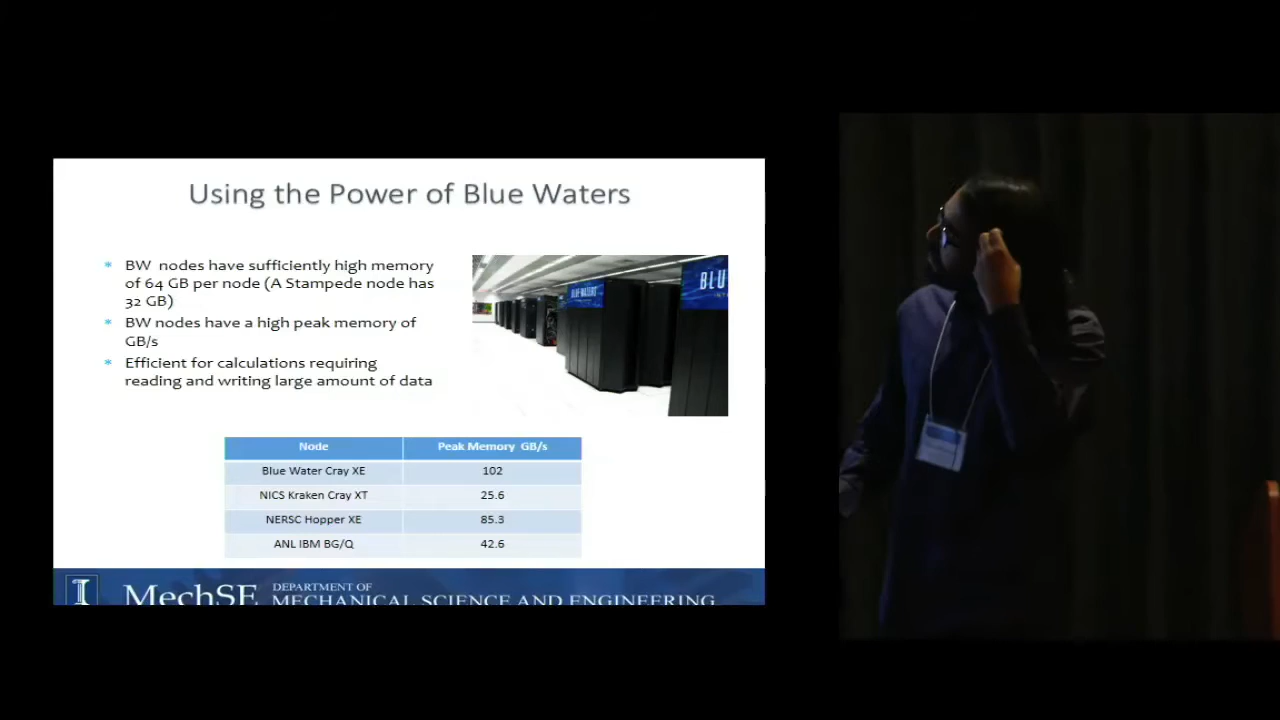 Using the Power of Blue Waters
* BW nodes have sufficiently high memory
of 64 GB per node (A Stampede node has
32 GB)
* BW nodes have a high peak memory of
GB/s
* Efficient for calculations requiring
reading and writing large amount of data
BLUE WATERS
BLU
Node Peak Memory GB/s
Blue Water Cray XE 102
NICS Kraken Cray XT 25.6
NERSC Hopper XE 85.3
ANL IBM BG/Q 42.6
I
MechSE
DEPARTMENT OF
MECHANICAL SCIENCE AND ENGINEERING